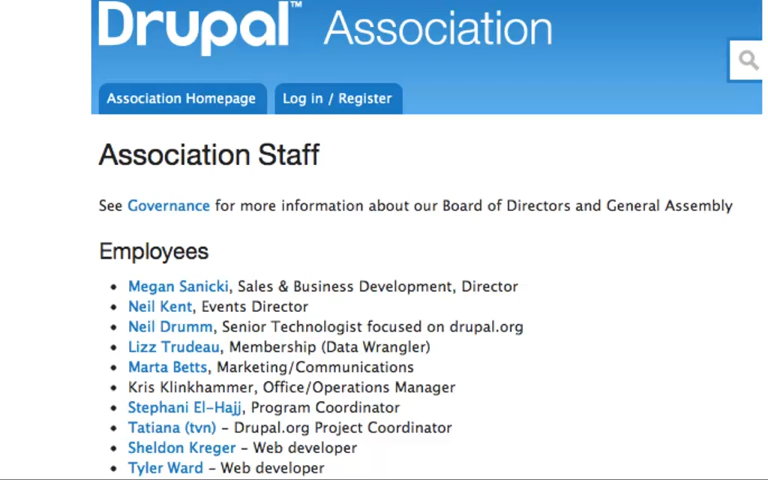 Drupal™ Association
Association Homepage
Log in / Register
Association Staff
See Governance for more information about our Board of Directors and General Assembly
Employees
• Megan Sanicki, Sales & Business Development, Director
• Neil Kent, Events Director
• Neil Drumm, Senior Technologist focused on drupal.org
• Lizz Trudeau, Membership (Data Wrangler)
• Marta Betts, Marketing/Communications
• Kris Klinkhammer, Office/Operations Manager
• Stephani El-Hajj, Program Coordinator
• Tatiana (tvn) – Drupal.org Project Coordinator
• Sheldon Kreger – Web developer
• Tyler Ward – Web developer